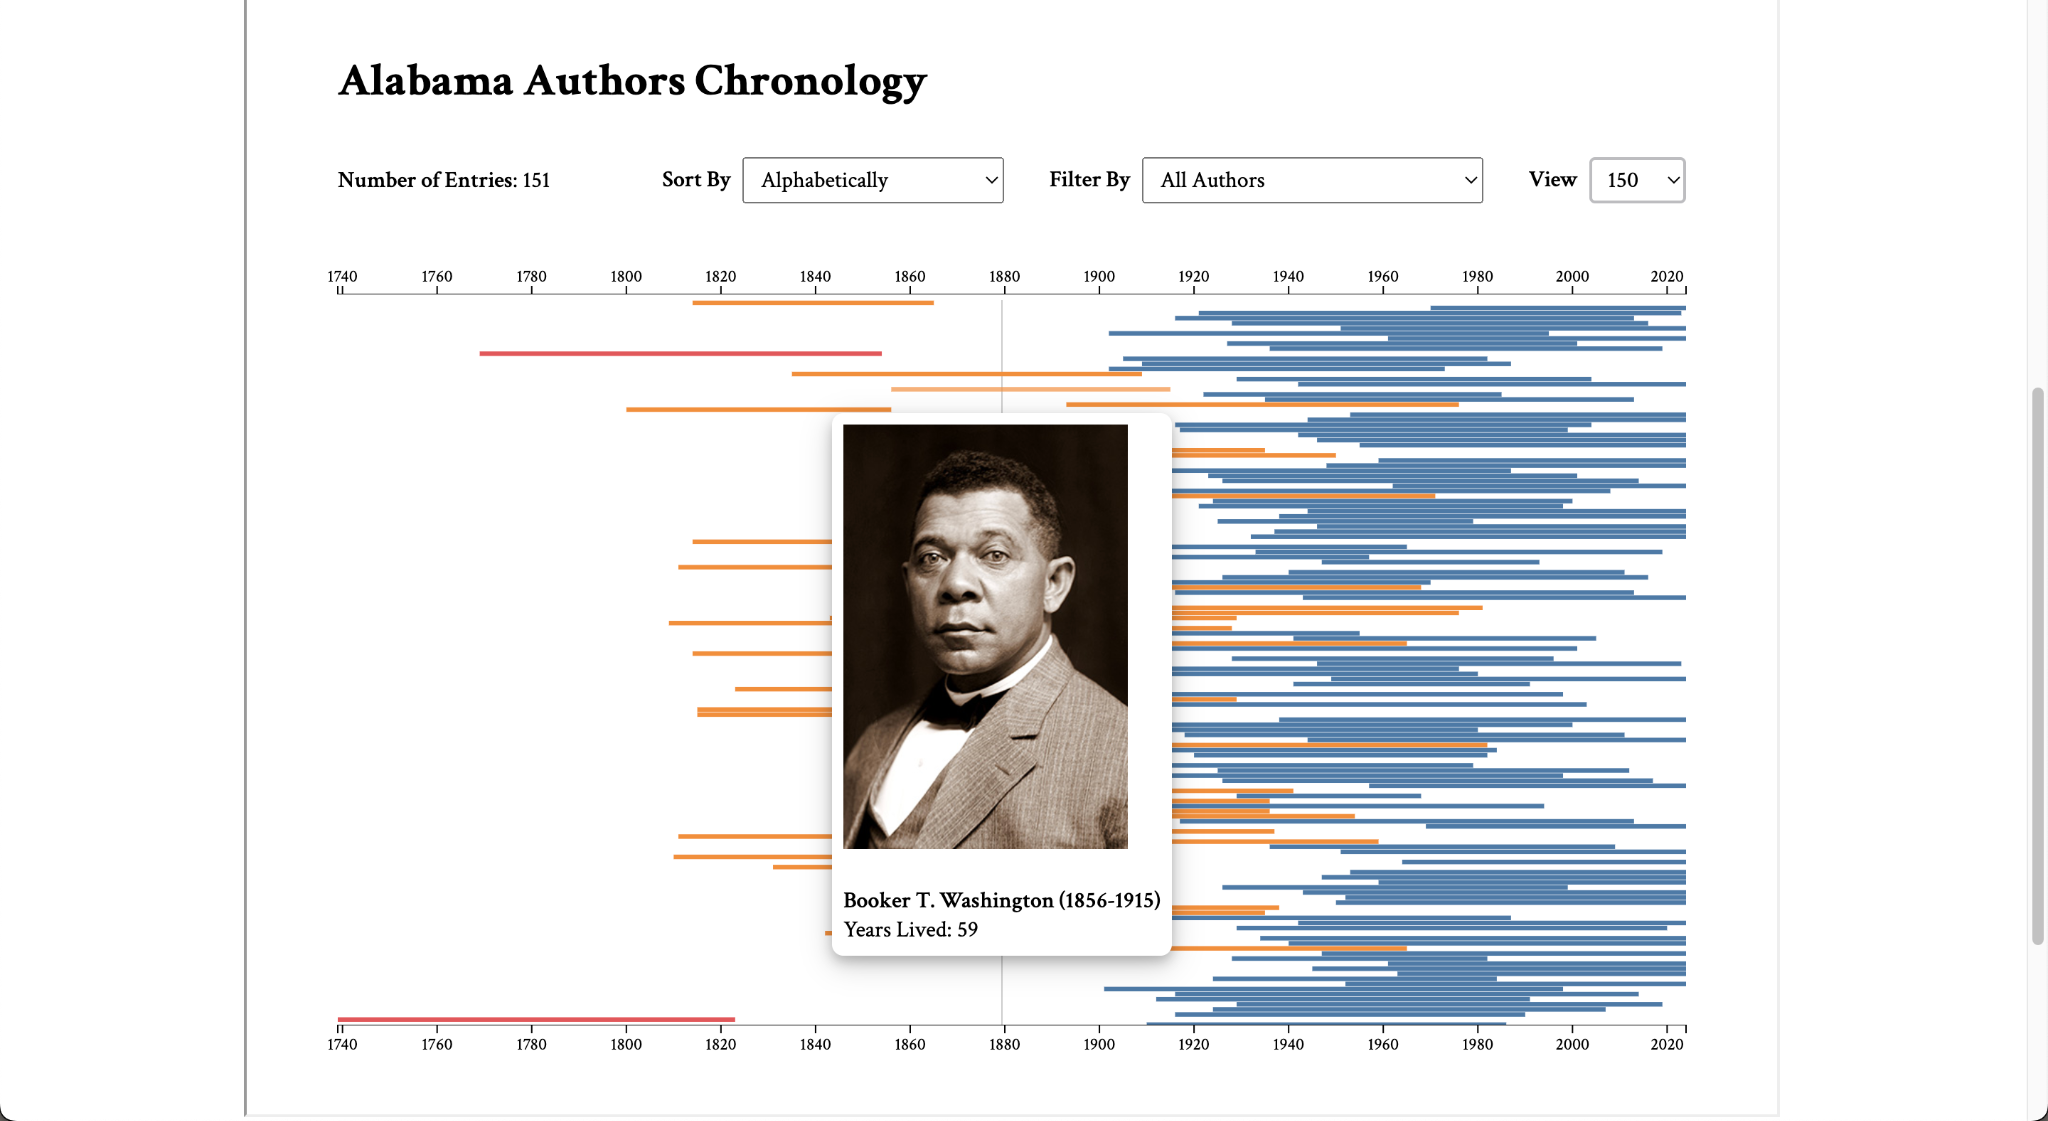 Alabama Authors Chronology
Number of Entries: 151 Sort By Alphabetically Filter By All Authors View 150
1740 1760 1780 1800 1820 1840 1860 1880 1900 1920 1940 1960 1980 2000 2020
Booker T. Washington (1856-1915)
Years Lived: 59
1740 1760 1780 1800 1820 1840 1860 1880 1900 1920 1940 1960 1980 2000 2020